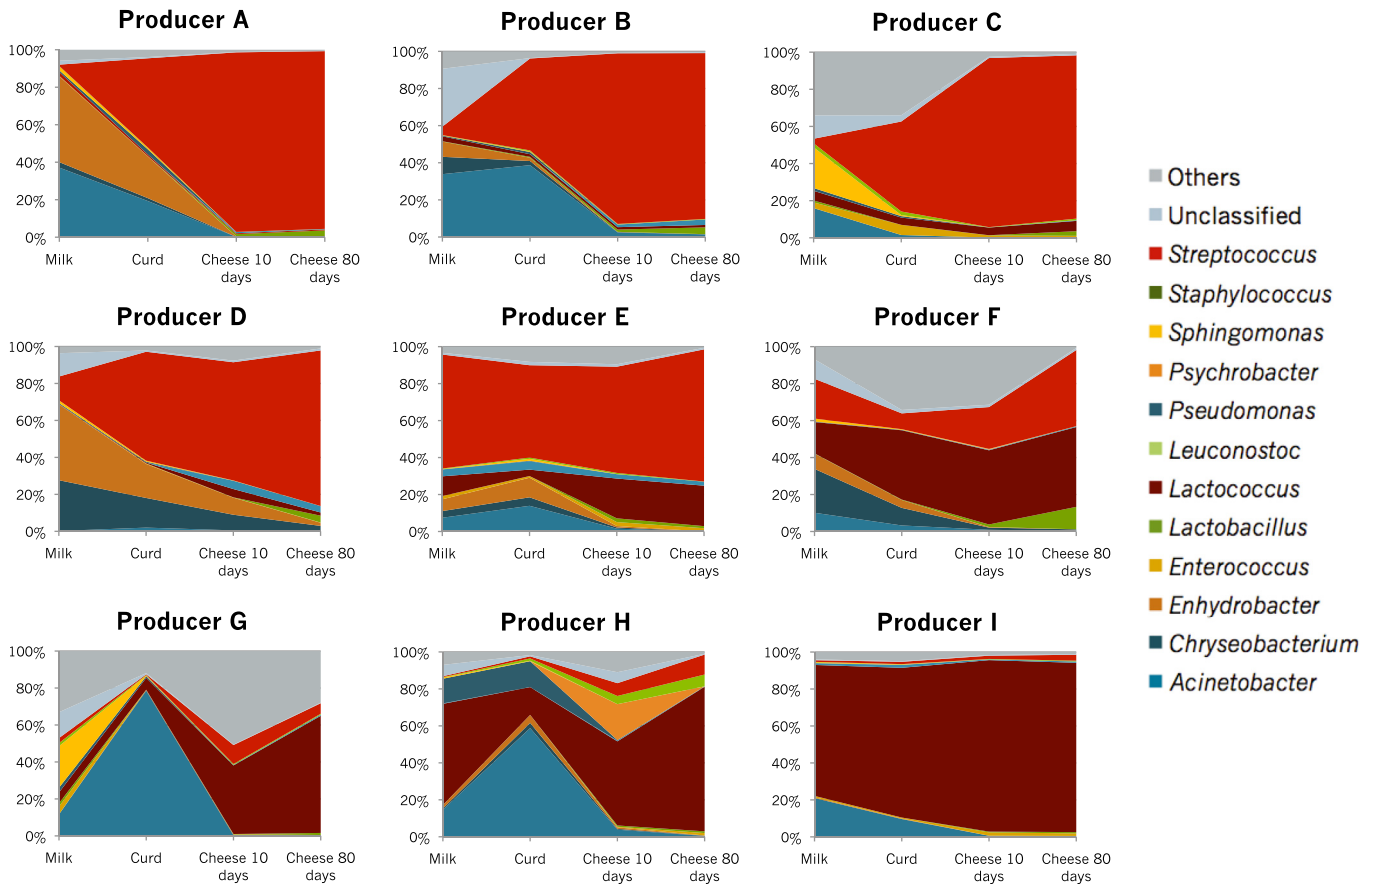 Producer A
100%
80%
60%
40%
20%
0%
Milk
Curd
Cheese 10
days
Cheese 80
days
Producer B
100%
80%
60%
40%
20%
0%
Milk
Curd
Cheese 10
days
Cheese 80
days
Producer C
100%
80%
60%
40%
20%
0%
Milk
Curd
Cheese 10
days
Cheese 80
days
Producer D
100%
80%
60%
40%
20%
0%
Milk
Curd
Cheese 10
days
Cheese 80
days
Producer E
100%
80%
60%
40%
20%
0%
Milk
Curd
Cheese 10
days
Cheese 80
days
Producer F
100%
80%
60%
40%
20%
0%
Milk
Curd
Cheese 10
days
Cheese 80
days
Producer G
100%
80%
60%
40%
20%
0%
Milk
Curd
Cheese 10
days
Cheese 80
days
Producer H
100%
80%
60%
40%
20%
0%
Milk
Curd
Cheese 10
days
Cheese 80
days
Producer I
100%
80%
60%
40%
20%
0%
Milk
Curd
Cheese 10
days
Cheese 80
days
Others
Unclassified
Streptococcus
Staphylococcus
Sphingomonas
Psychrobacter
Pseudomonas
Leuconostoc
Lactococcus
Lactobacillus
Enterococcus
Enhydrobacter
Chryseobacterium
Acinetobacter